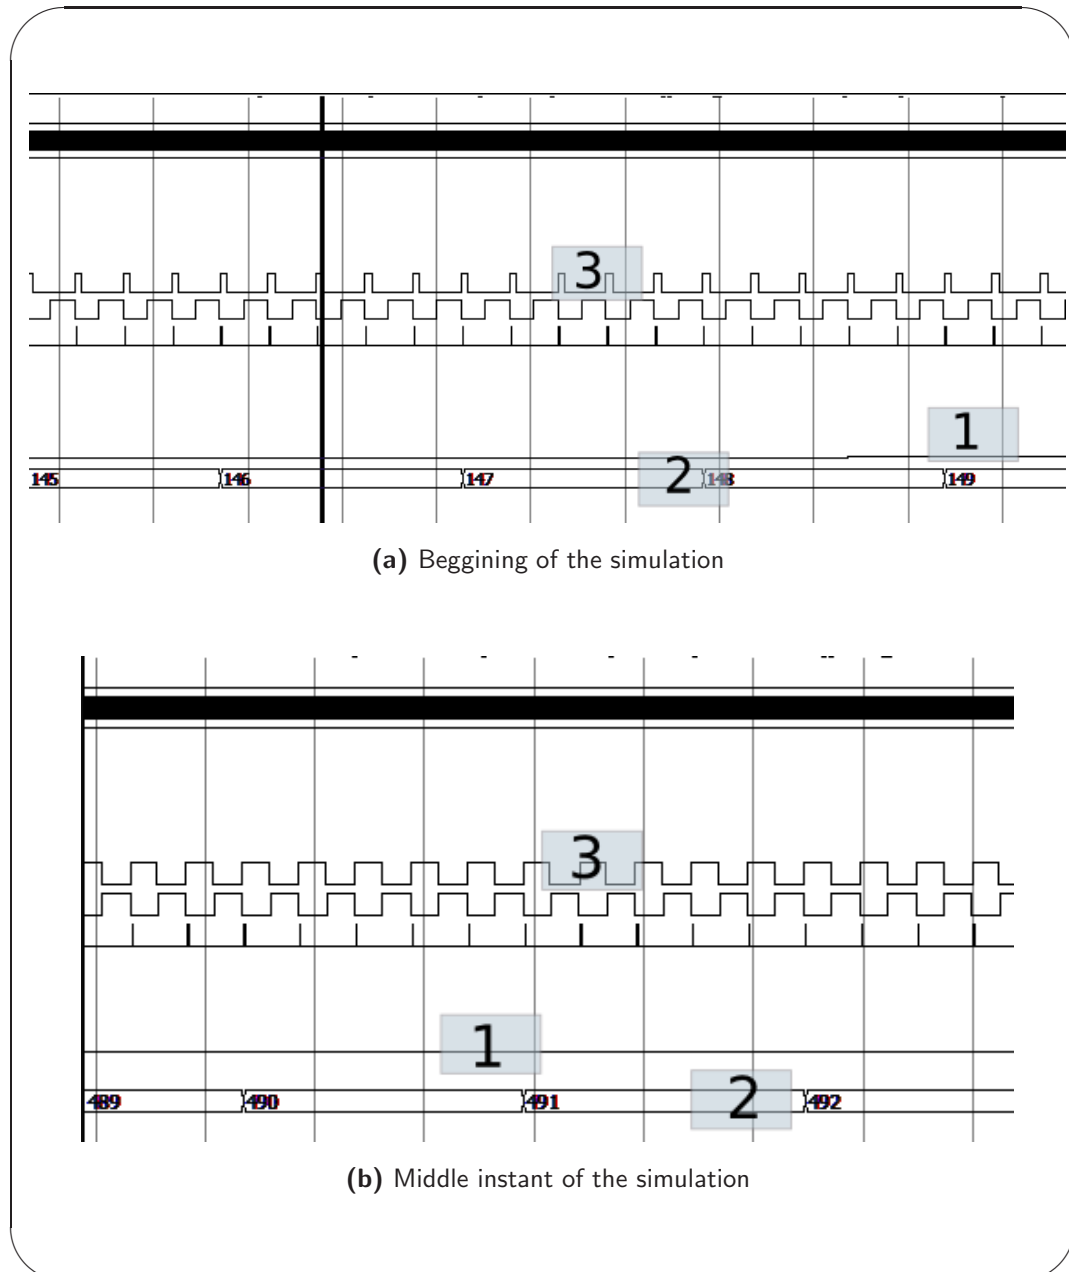 3
1
2
145 146 147 148 149
(a) Beggining of the simulation
3
1
2
489 490 491 492
(b) Middle instant of the simulation